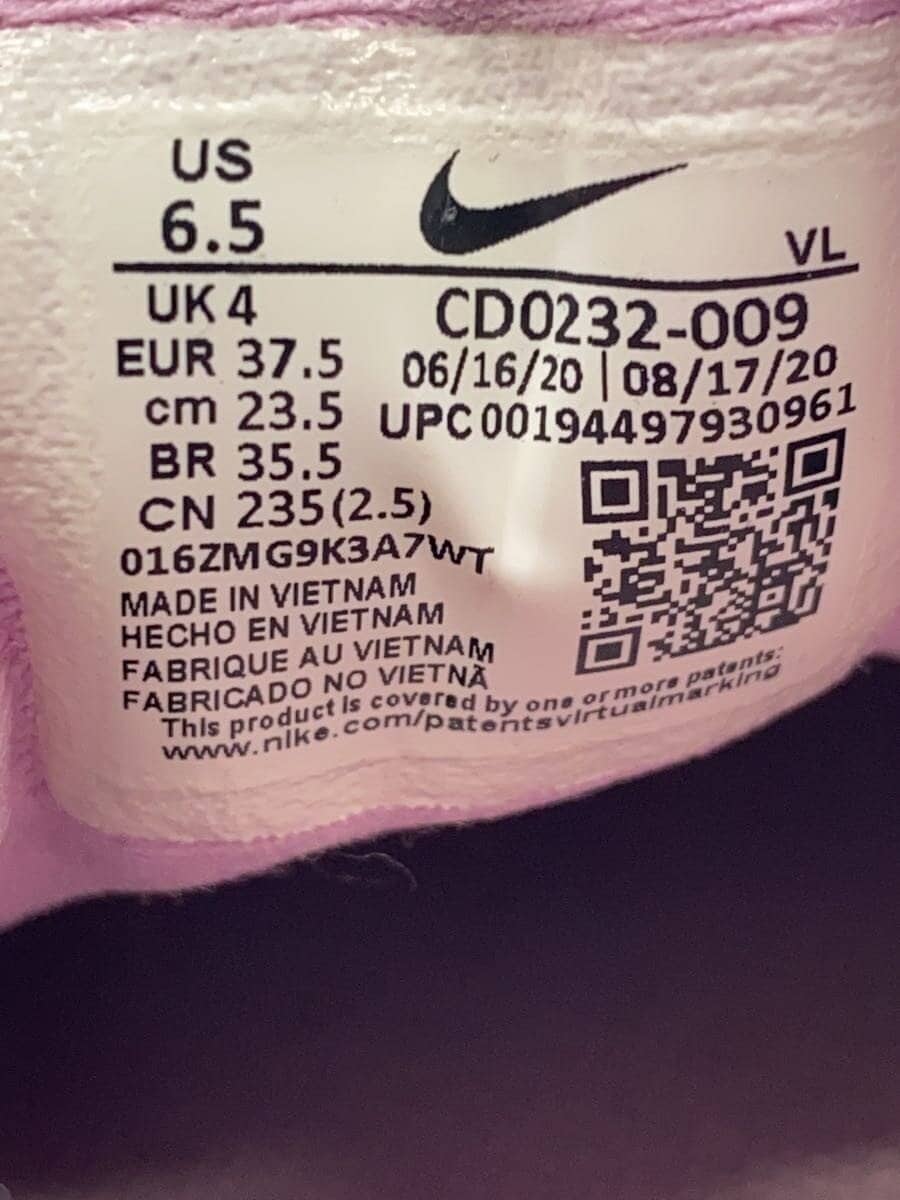 US
6.5
VL
UK 4
EUR 37.5
cm 23.5
BR 35.5
CN 235(2.5)
CD0232-009
06/16/20 | 08/17/20
UPC 00194497930961
016ZMG9K3A7WT
MADE IN VIETNAM
HECHO EN VIETNAM
FABRIQUE AU VIETNAM
FABRICADO NO VIETNÃ
This product is covered by one or more patents:
www.nike.com/patentsvirtualmarking